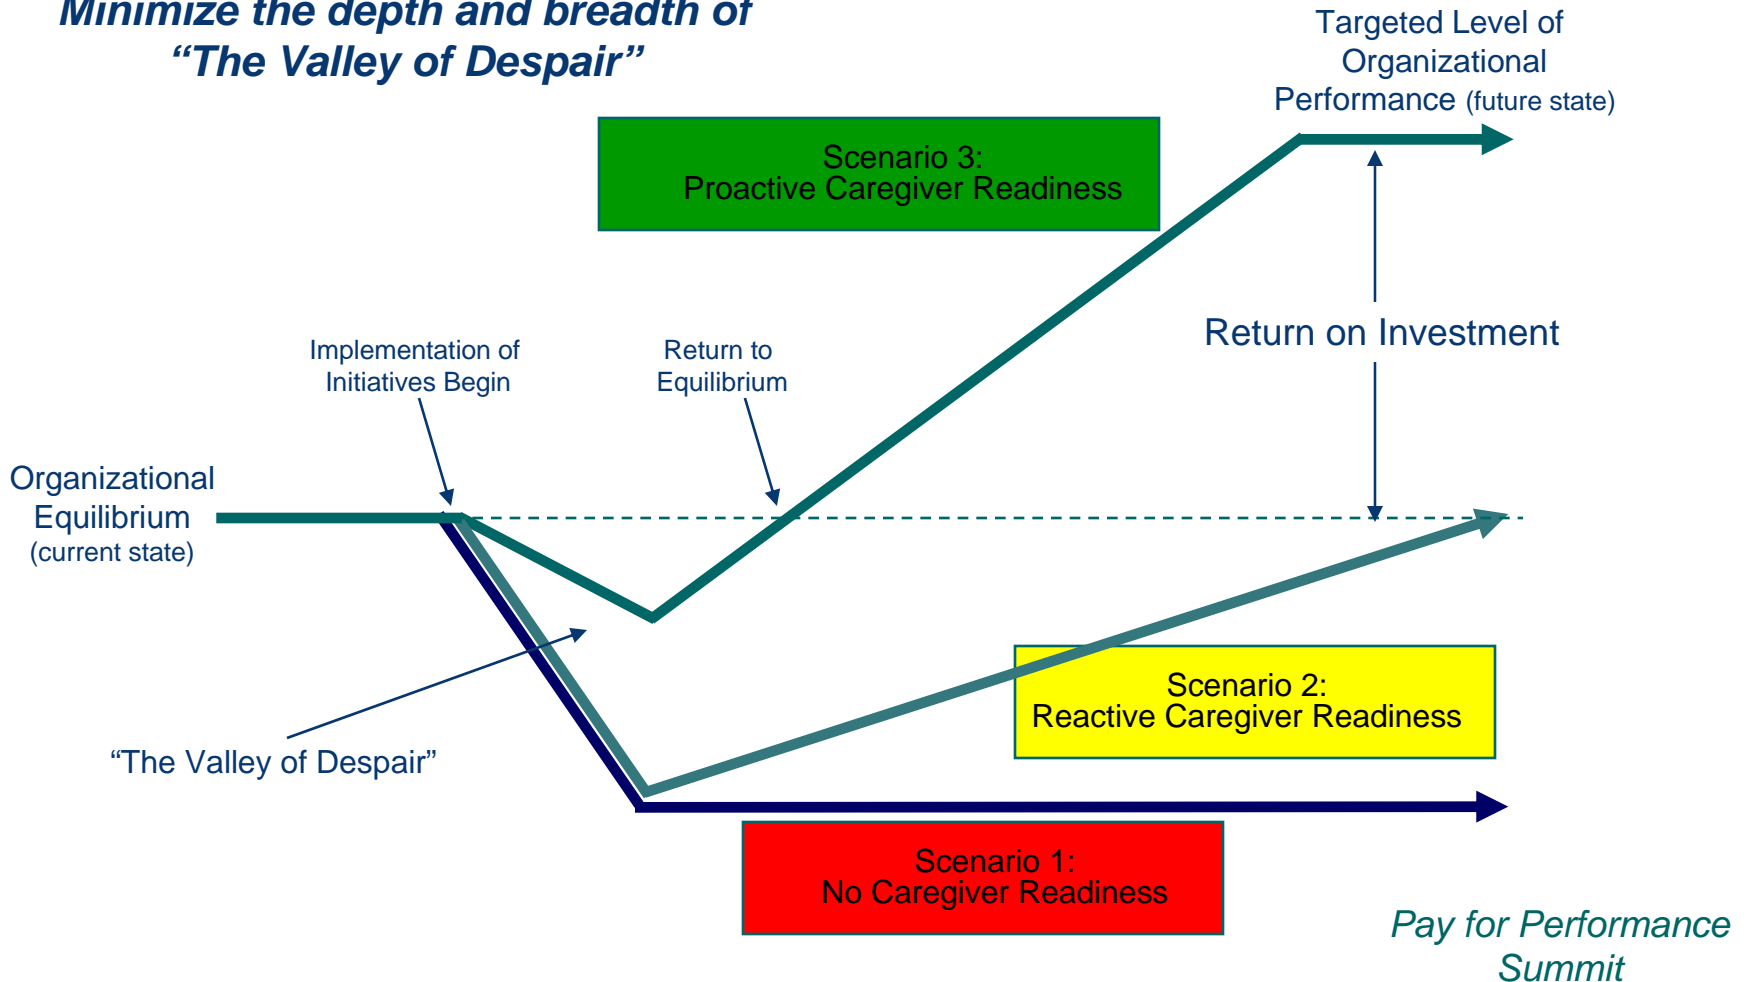 Minimize the depth and breadth of
“The Valley of Despair”
Targeted Level of
Organizational
Performance (future state)
Scenario 3:
Proactive Caregiver Readiness
Return on Investment
Implementation of
Initiatives Begin
Return to
Equilibrium
Organizational
Equilibrium
(current state)
“The Valley of Despair”
Scenario 2:
Reactive Caregiver Readiness
Scenario 1:
No Caregiver Readiness
Pay for Performance
Summit